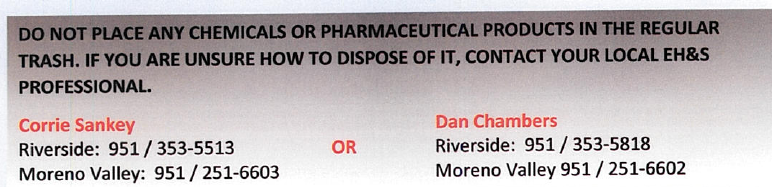 DO NOT PLACE ANY CHEMICALS OR PHARMACEUTICAL PRODUCTS IN THE REGULAR
TRASH. IF YOU ARE UNSURE HOW TO DISPOSE OF IT, CONTACT YOUR LOCAL EH&S
PROFESSIONAL.
Corrie Sankey
Riverside: 951 / 353-5513
Moreno Valley: 951 / 251-6603
OR
Dan Chambers
Riverside: 951 / 353-5818
Moreno Valley 951 / 251-6602